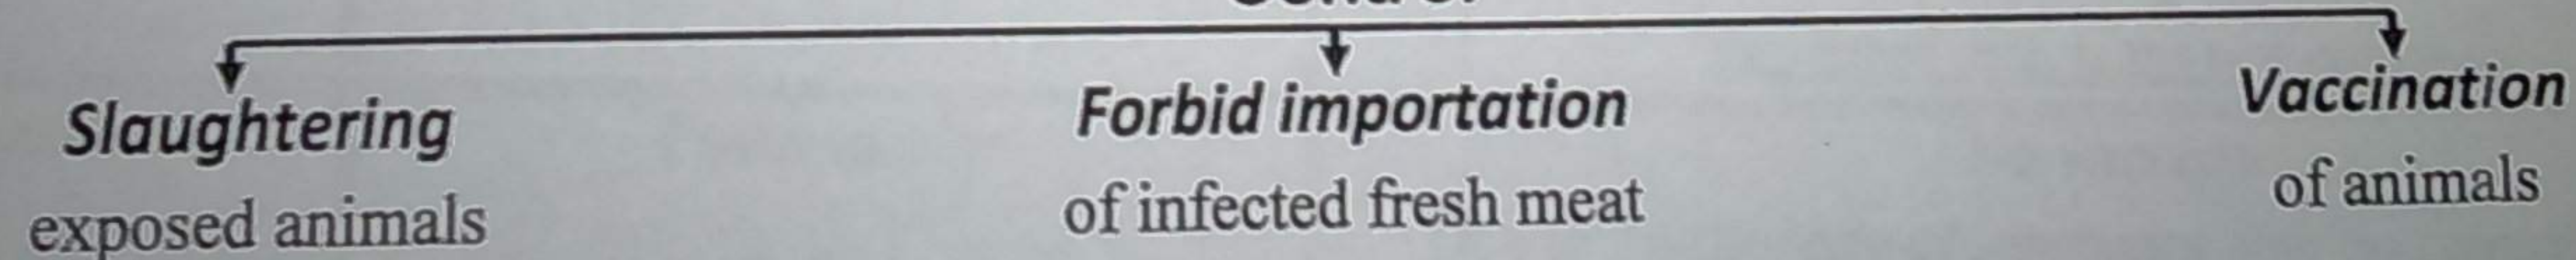 Slaughtering
exposed animals
Forbid importation
of infected fresh meat
Vaccination
of animals